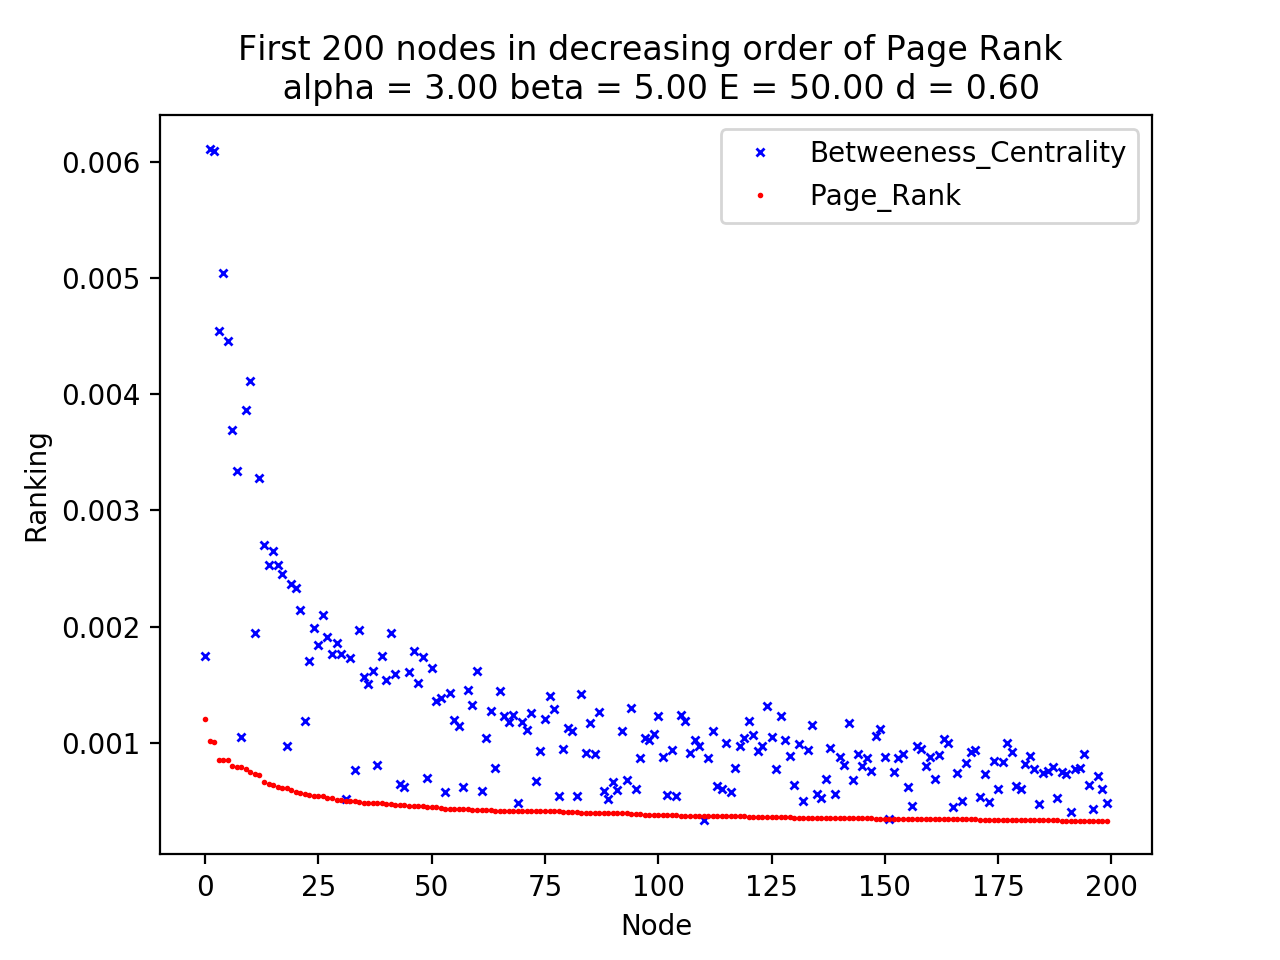 First 200 nodes in decreasing order of Page Rank
alpha = 3.00 beta = 5.00 E = 50.00 d = 0.60
Betweeness_Centrality
Page_Rank
0.006
0.005
0.004
0.003
0.002
0.001
Ranking
0 25 50 75 100 125 150 175 200
Node